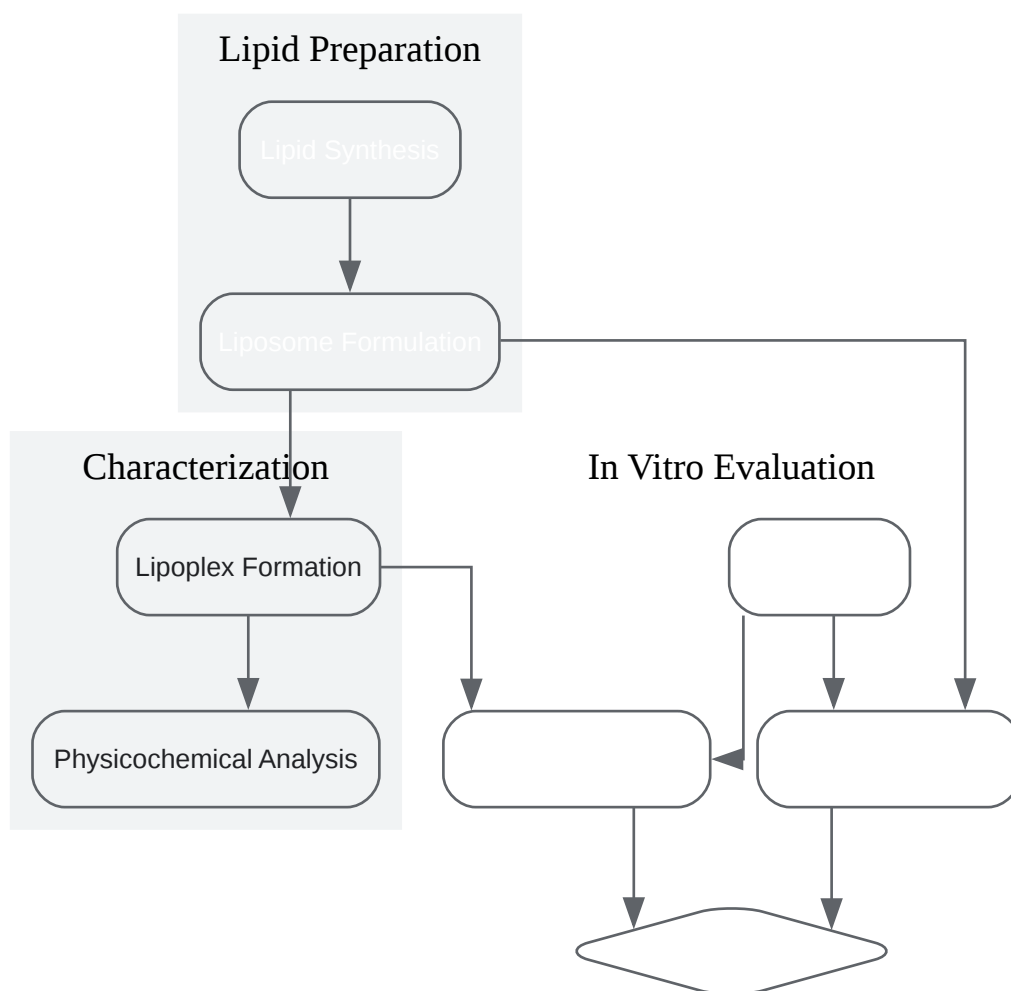 Lipid Preparation
Lipid Synthesis
Liposome Formulation
Characterization
In Vitro Evaluation
Lipoplex Formation
Physicochemical Analysis